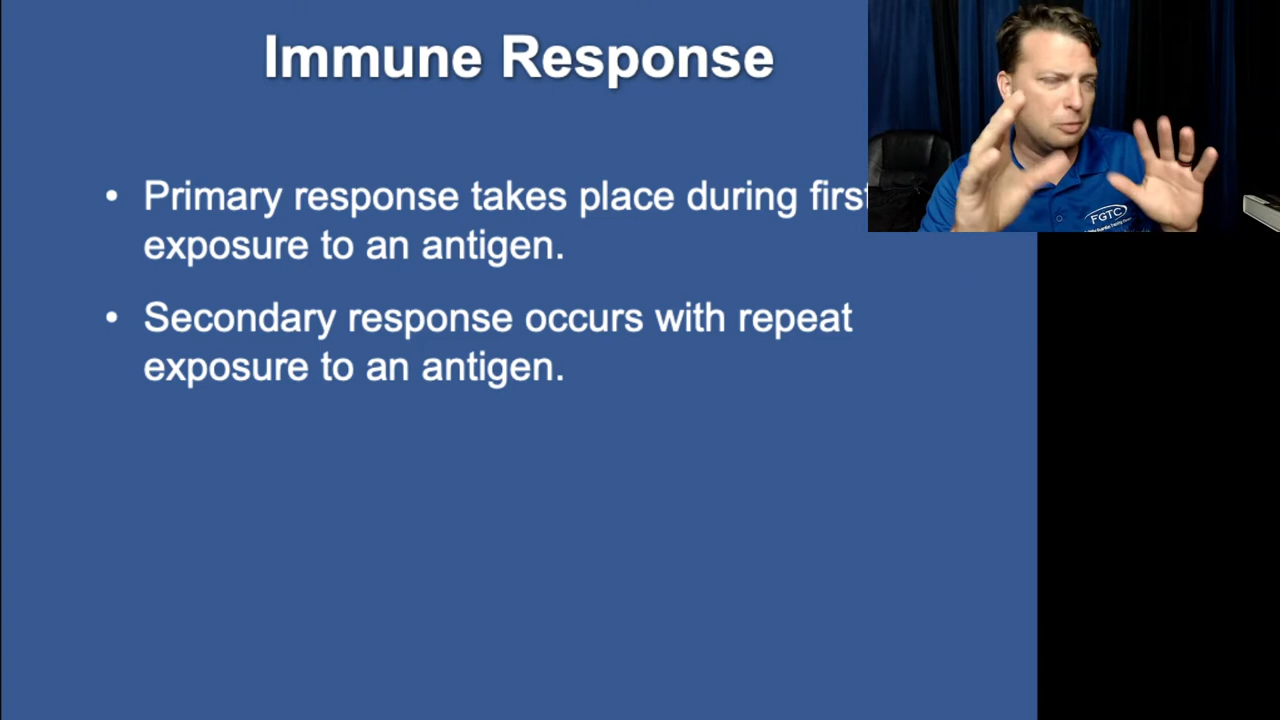 Immune Response
• Primary response takes place during first
exposure to an antigen.
• Secondary response occurs with repeat
exposure to an antigen.
FGTC